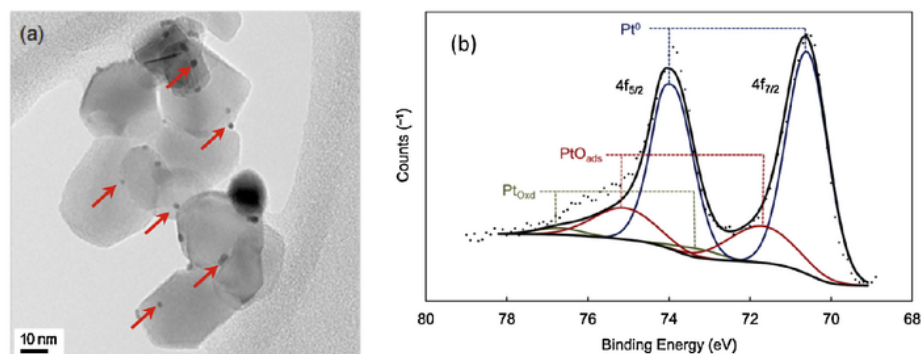 (a)
10 nm
(b)
Pt⁰
4f₅/₂
4f₇/₂
PtOₐds
Pt_Oxd
Counts (⁻¹)
80 78 76 74 72 70 68
Binding Energy (eV)